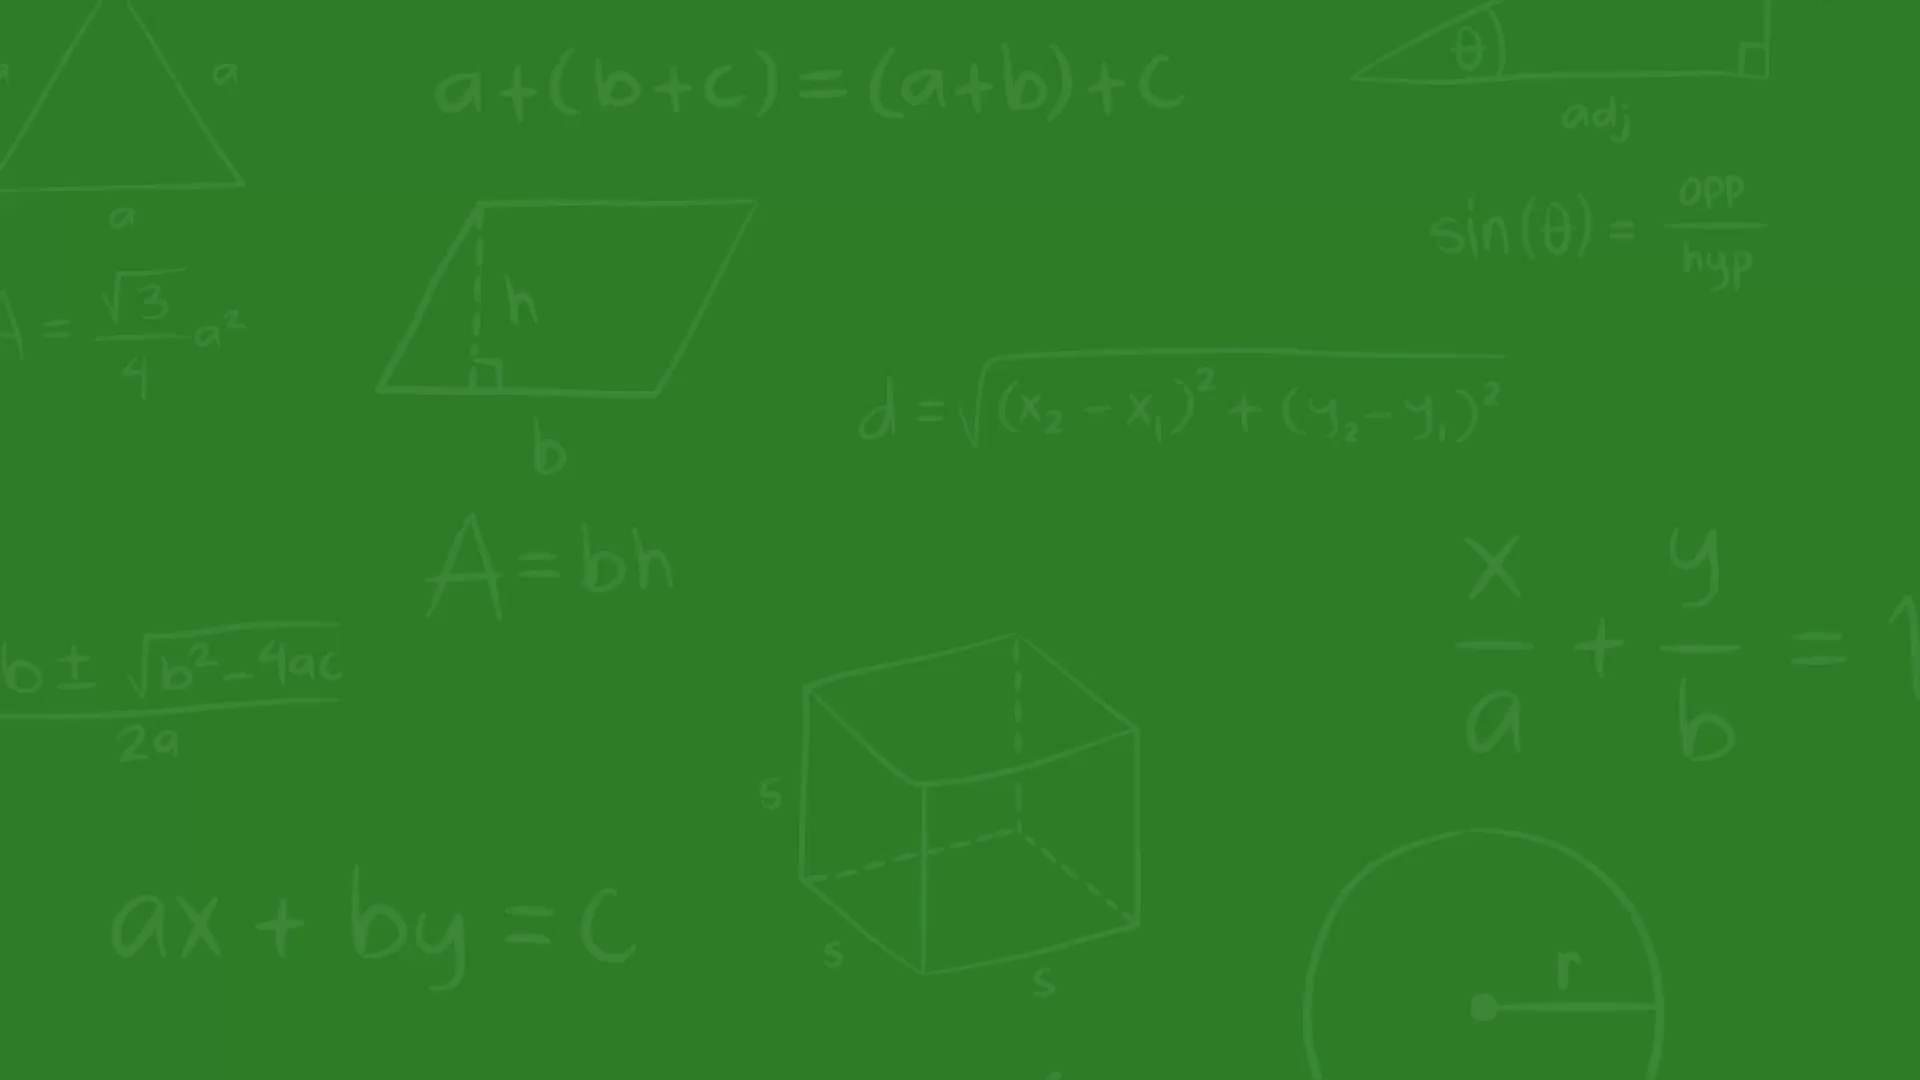 a
a+(b+c)=(a+b)+c
θ
adj
a
sin(θ) = opp/hyp
h
A = √3/4 a²
d = √(x₂ - x₁)² + (y₂ - y₁)²
b
A = bh
x/a + y/b = 1
b ± √b² - 4ac
2a
s
ax + by = c
s
s
r